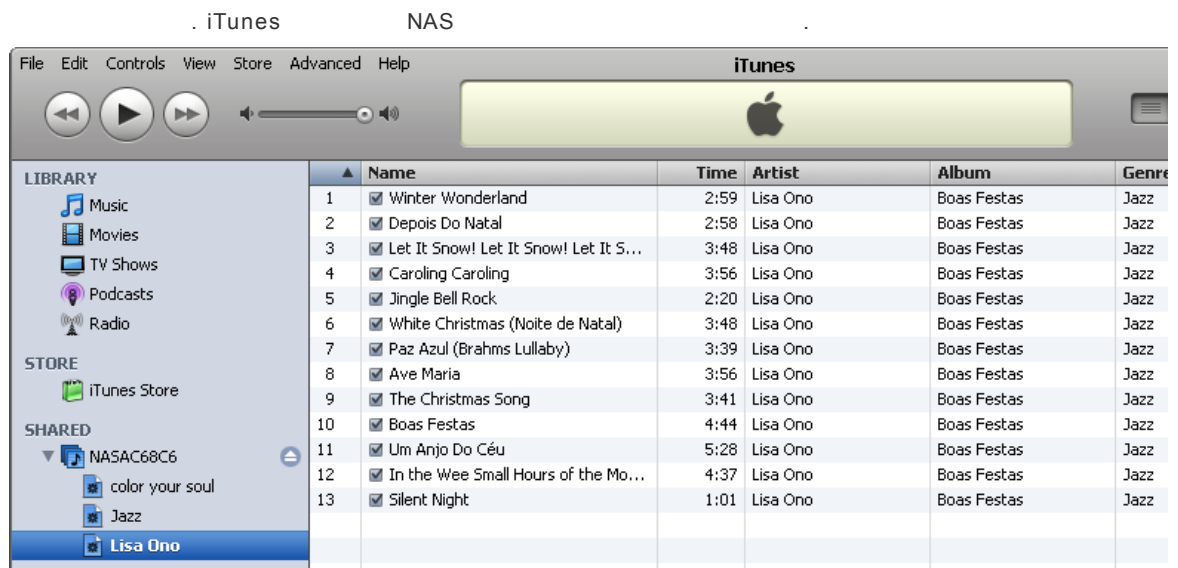 . iTunes NAS .
File Edit Controls View Store Advanced Help iTunes
LIBRARY
Music
Movies
TV Shows
Podcasts
Radio
STORE
iTunes Store
SHARED
NASAC68C6
color your soul
Jazz
Lisa Ono
Name Time Artist Album Genre
1 Winter Wonderland 2:59 Lisa Ono Boas Festas Jazz
2 Depois Do Natal 2:58 Lisa Ono Boas Festas Jazz
3 Let It Snow! Let It Snow! Let It S... 3:48 Lisa Ono Boas Festas Jazz
4 Caroling Caroling 3:56 Lisa Ono Boas Festas Jazz
5 Jingle Bell Rock 2:20 Lisa Ono Boas Festas Jazz
6 White Christmas (Noite de Natal) 3:48 Lisa Ono Boas Festas Jazz
7 Paz Azul (Brahms Lullaby) 3:39 Lisa Ono Boas Festas Jazz
8 Ave Maria 3:56 Lisa Ono Boas Festas Jazz
9 The Christmas Song 3:41 Lisa Ono Boas Festas Jazz
10 Boas Festas 4:44 Lisa Ono Boas Festas Jazz
11 Um Anjo Do Céu 5:28 Lisa Ono Boas Festas Jazz
12 In the Wee Small Hours of the Mo... 4:37 Lisa Ono Boas Festas Jazz
13 Silent Night 1:01 Lisa Ono Boas Festas Jazz